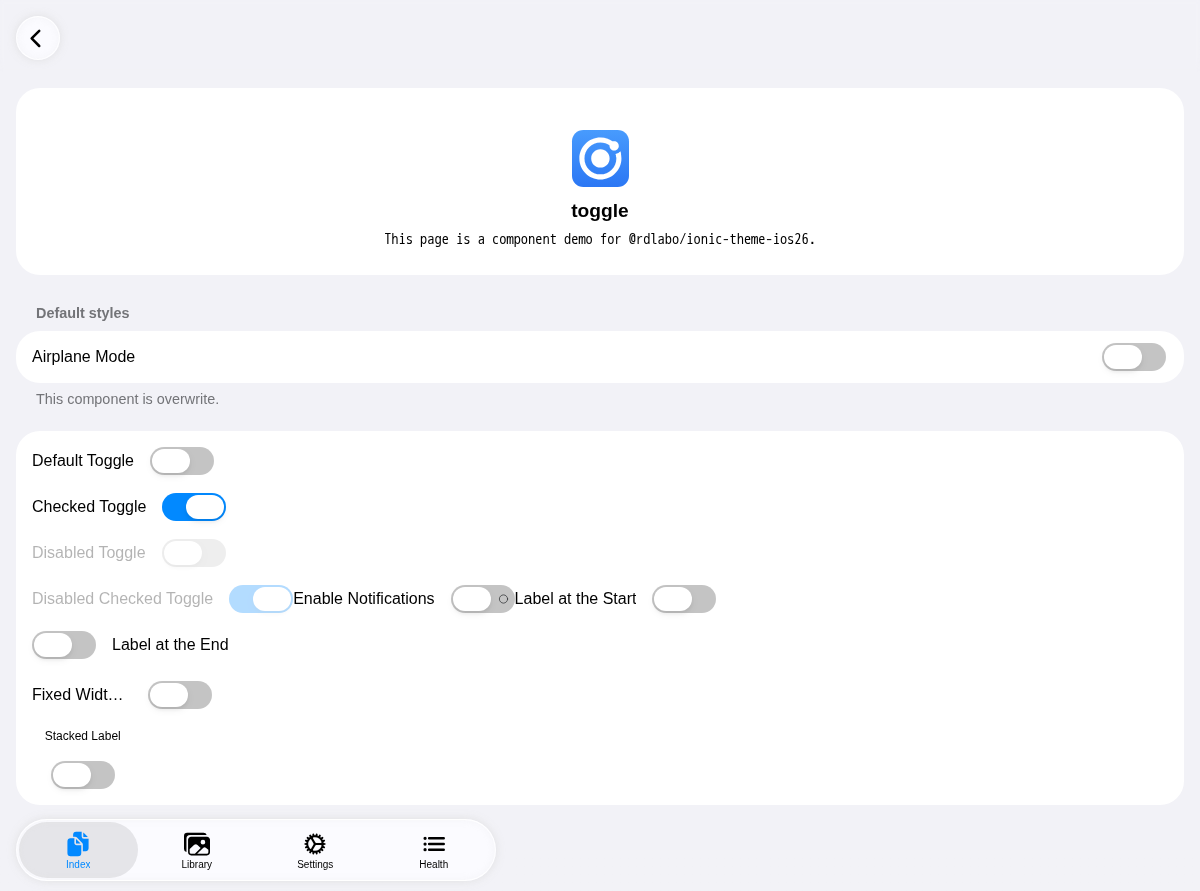 toggle
This page is a component demo for @rdlabo/ionic-theme-ios26.
Default styles
Airplane Mode
This component is overwrite.
Default Toggle
Checked Toggle
Disabled Toggle
Disabled Checked Toggle Enable Notifications Label at the Start
Label at the End
Fixed Widt…
Stacked Label
Index Library Settings Health